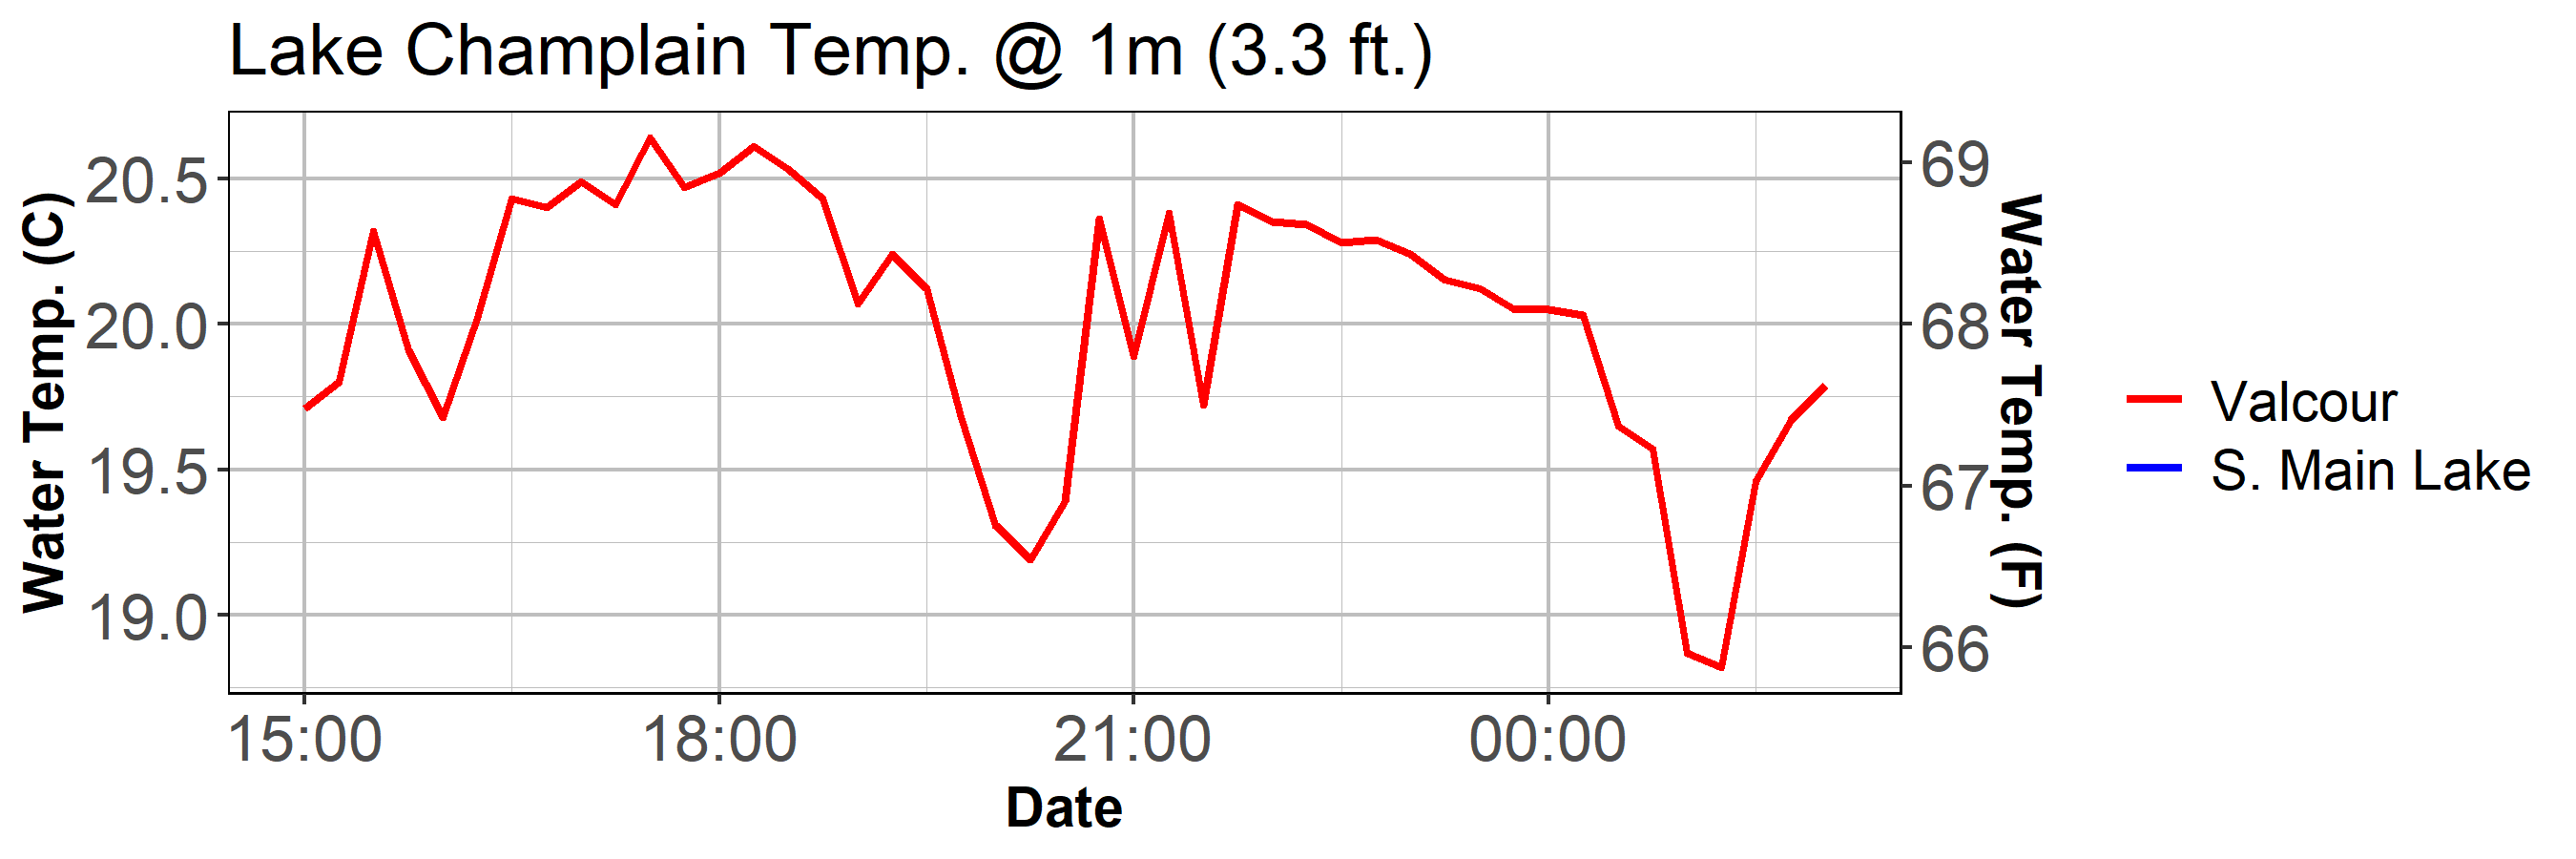 Lake Champlain Temp. @ 1m (3.3 ft.)
Water Temp. (C)
20.5
20.0
19.5
19.0
69
68
67
66
Water Temp. (F)
15:00 18:00 21:00 00:00
Date
Valcour
S. Main Lake